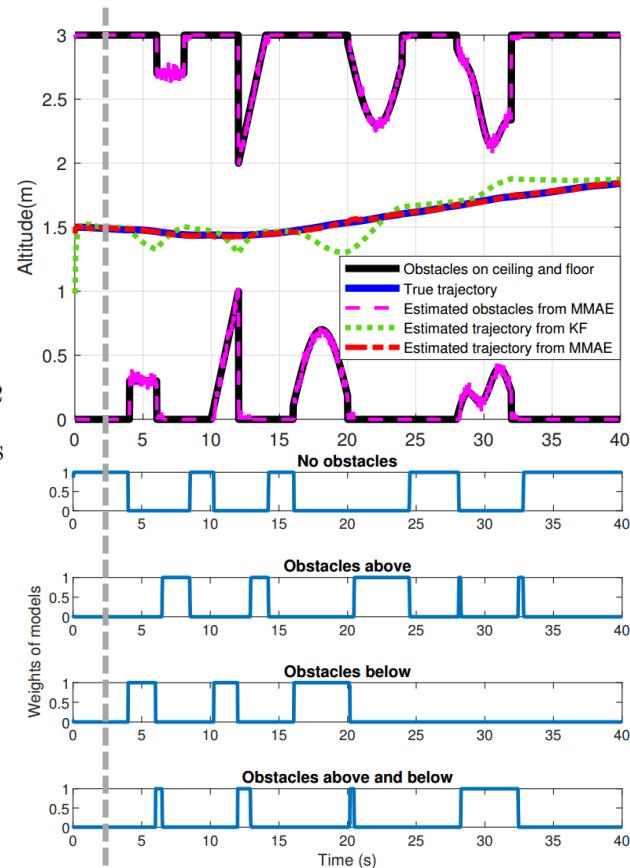 3
2.5
2
1.5
1
0.5
0
Altitude(m)
Obstacles on ceiling and floor
True trajectory
Estimated obstacles from MMAE
Estimated trajectory from KF
Estimated trajectory from MMAE
0 5 10 15 20 25 30 35 40
e
s
No obstacles
1
0.5
0
0 5 10 15 20 25 30 35 40
Obstacles above
1
0.5
0
0 5 10 15 20 25 30 35 40
Weights of models
Obstacles below
1
0.5
0
0 5 10 15 20 25 30 35 40
Obstacles above and below
1
0.5
0
0 5 10 15 20 25 30 35 40
Time (s)